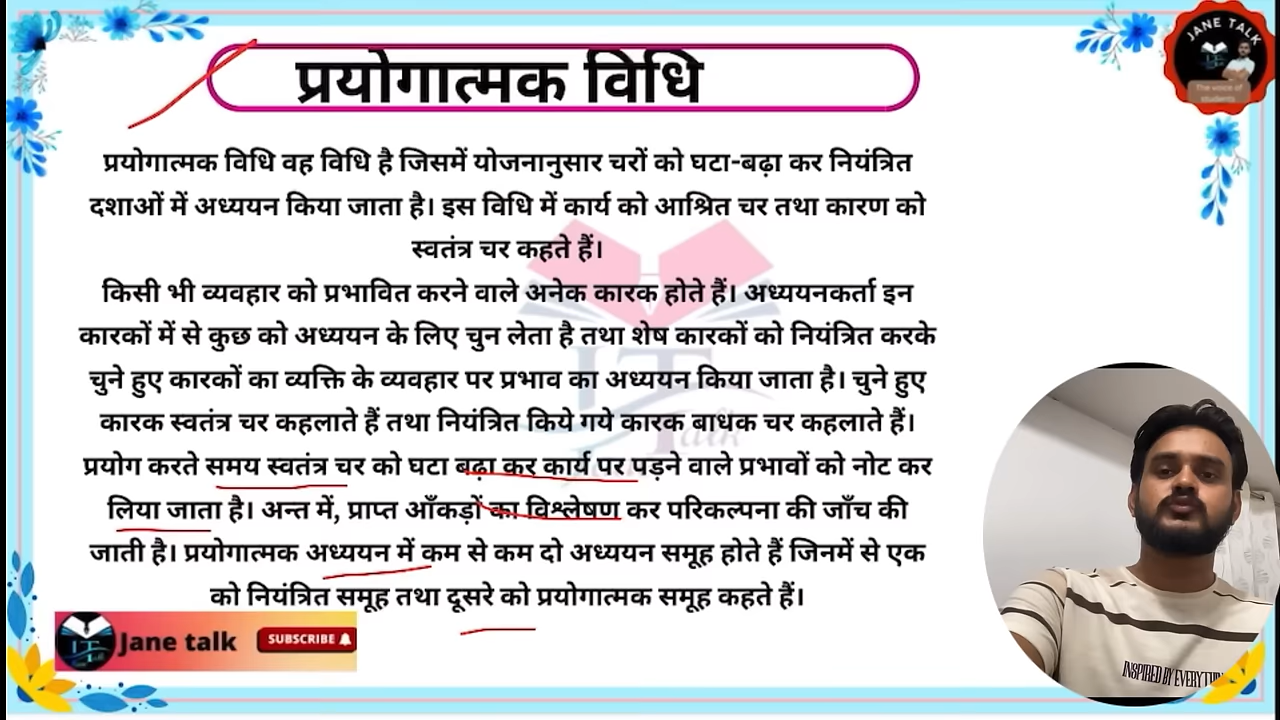 प्रयोगात्मक विधि
JANE TALK
The voice of
students
प्रयोगात्मक विधि वह विधि है जिसमें योजनानुसार चरों को घटा-बढ़ा कर नियंत्रित
दशाओं में अध्ययन किया जाता है। इस विधि में कार्य को आश्रित चर तथा कारण को
स्वतंत्र चर कहते हैं।
किसी भी व्यवहार को प्रभावित करने वाले अनेक कारक होते हैं। अध्ययनकर्ता इन
कारकों में से कुछ को अध्ययन के लिए चुन लेता है तथा शेष कारकों को नियंत्रित करके
चुने हुए कारकों का व्यक्ति के व्यवहार पर प्रभाव का अध्ययन किया जाता है। चुने हुए
कारक स्वतंत्र चर कहलाते हैं तथा नियंत्रित किये गये कारक बाधक चर कहलाते हैं।
प्रयोग करते समय स्वतंत्र चर को घटा बढ़ा कर कार्य पर पड़ने वाले प्रभावों को नोट कर
लिया जाता है। अन्त में, प्राप्त आँकड़ों का विश्लेषण कर परिकल्पना की जाँच की
जाती है। प्रयोगात्मक अध्ययन में कम से कम दो अध्ययन समूह होते हैं जिनमें से एक
को नियंत्रित समूह तथा दूसरे को प्रयोगात्मक समूह कहते हैं।
Jane talk
SUBSCRIBE
INSPIRED BY EVERYTHING